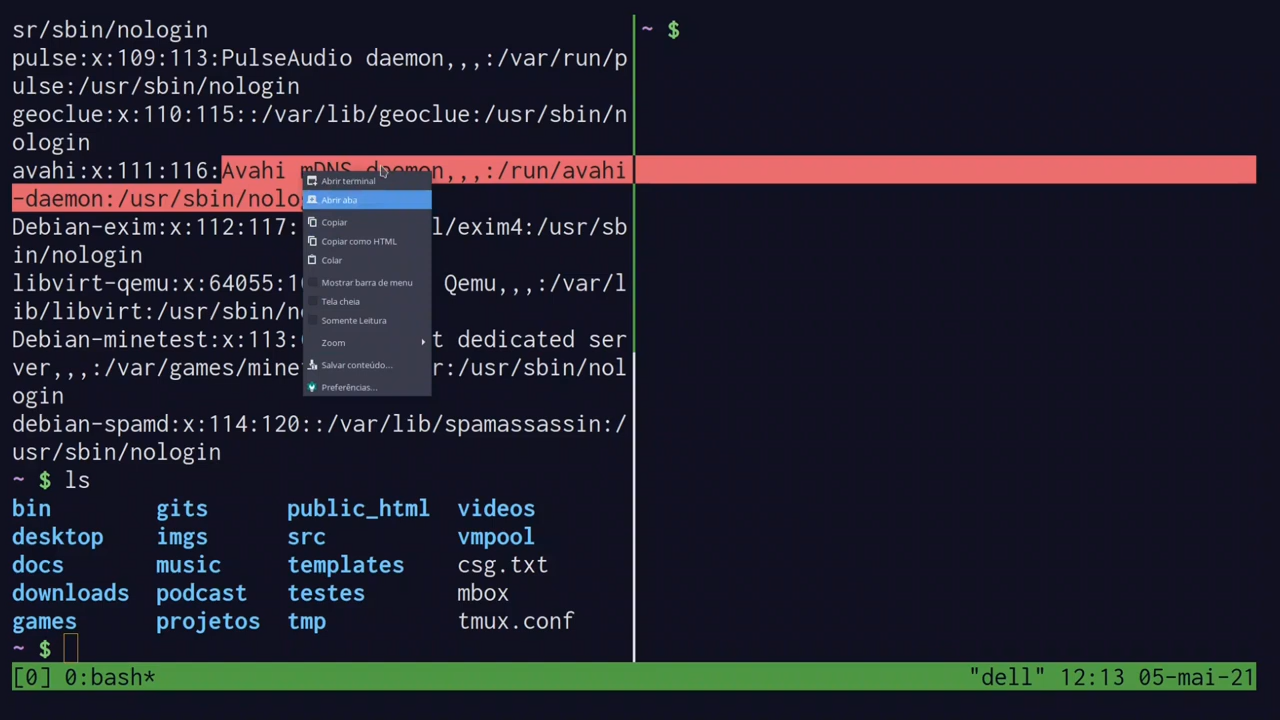 sr/sbin/nologin
pulse:x:109:113:PulseAudio daemon,,,:/var/run/p
ulse:/usr/sbin/nologin
geoclue:x:110:115::/var/lib/geoclue:/usr/sbin/n
ologin
avahi:x:111:116:Avahi mDNS daemon,,,:/run/avahi
-daemon:/usr/sbin/nolo
Debian-exim:x:112:117: l/exim4:/usr/sb
in/nologin
libvirt-qemu:x:64055:10 Qemu,,,:/var/l
ib/libvirt:/usr/sbin/n
Debian-minetest:x:113: t dedicated ser
ver,,,:/var/games/mine r:/usr/sbin/nol
ogin
debian-spamd:x:114:120::/var/lib/spamassassin:/
usr/sbin/nologin
~ $ ls
bin gits public_html videos
desktop imgs src vmpool
docs music templates csg.txt
downloads podcast testes mbox
games projetos tmp tmux.conf
~ $
Abrir terminal
Abrir aba
Copiar
Copiar como HTML
Colar
Mostrar barra de menu
Tela cheia
Somente Leitura
Zoom
Salvar conteúdo...
Preferências...
~ $
[0] 0:bash* "dell" 12:13 05-mai-21